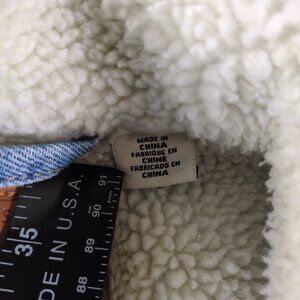 MADE IN
CHINA
FABRIQUE EN
CHINE
FABRICADO EN
CHINA
35
DE IN U.S.A.
88 89 90 91